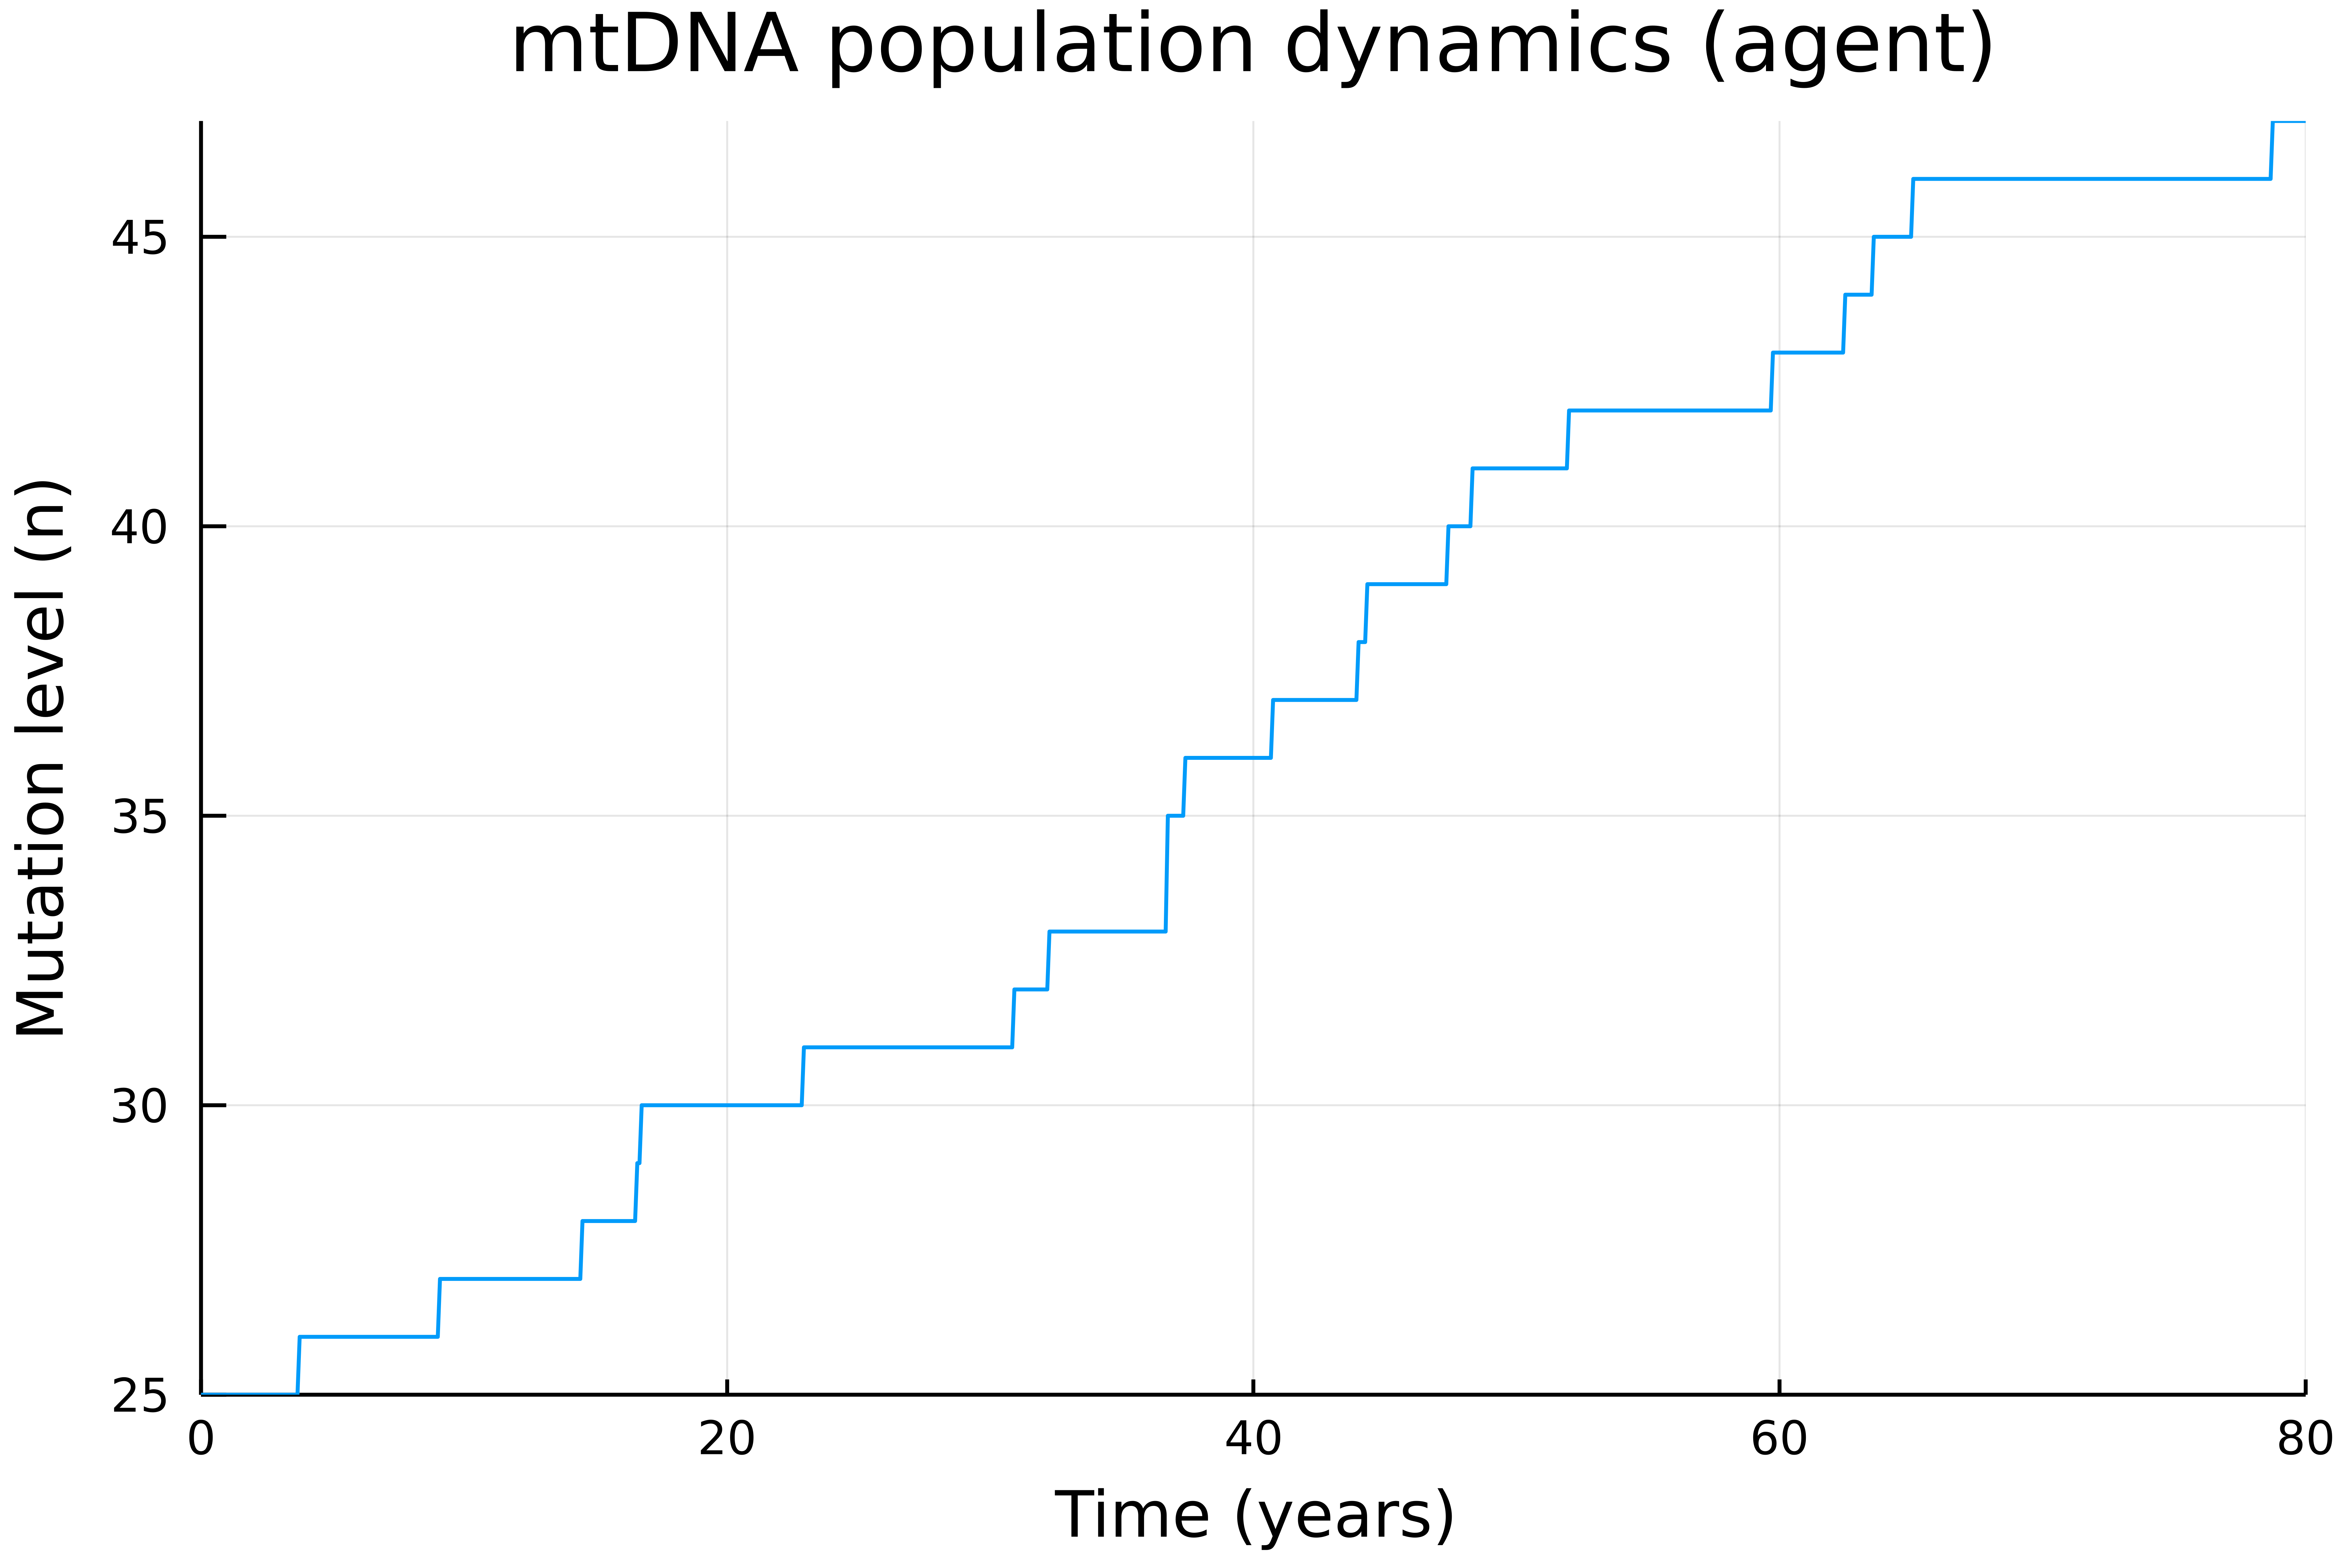 mtDNA population dynamics (agent)
Mutation level (n)
45
40
35
30
25
0 20 40 60 80
Time (years)